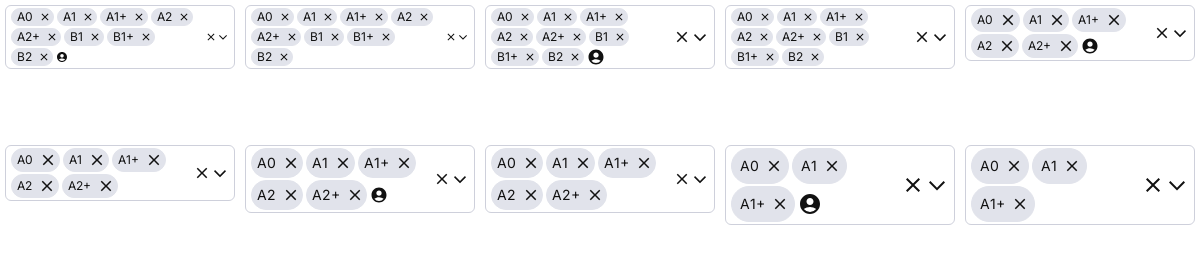 A0 A1 A1+ A2
A2+ B1 B1+
B2
A0 A1 A1+ A2
A2+ B1 B1+
B2
A0 A1 A1+
A2 A2+ B1
B1+ B2
A0 A1 A1+
A2 A2+ B1
B1+ B2
A0 A1 A1+
A2 A2+
A0 A1 A1+
A2 A2+
A0 A1 A1+
A2 A2+
A0 A1 A1+
A2 A2+
A0 A1
A1+
A0 A1
A1+